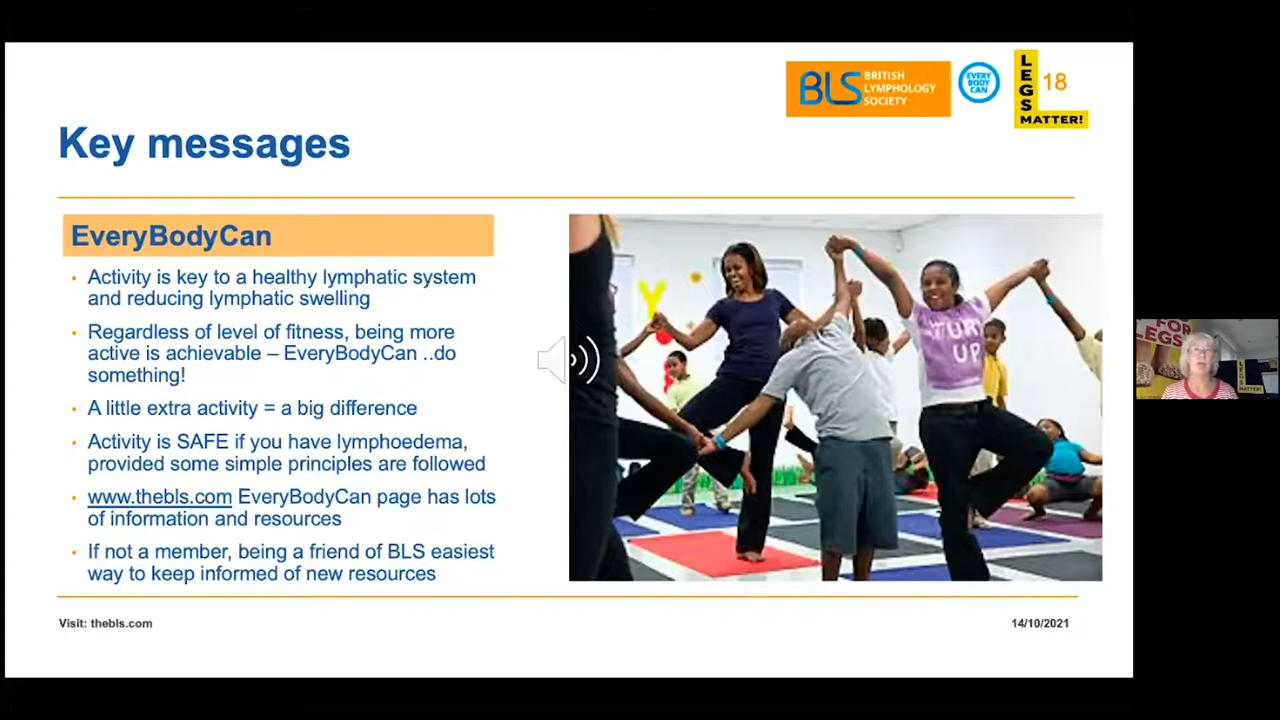 BLS
BRITISH
LYMPHOLOGY
SOCIETY
EVERY
BODY
CAN
LEGS
MATTER!
18
Key messages
EveryBodyCan
Activity is key to a healthy lymphatic system
and reducing lymphatic swelling
Regardless of level of fitness, being more
active is achievable – EveryBodyCan ..do
something!
A little extra activity = a big difference
Activity is SAFE if you have lymphoedema,
provided some simple principles are followed
www.thebls.com EveryBodyCan page has lots
of information and resources
If not a member, being a friend of BLS easiest
way to keep informed of new resources
Y
UP
FOR
LEGS
LEGS
MATTER!
Visit: thebls.com
14/10/2021